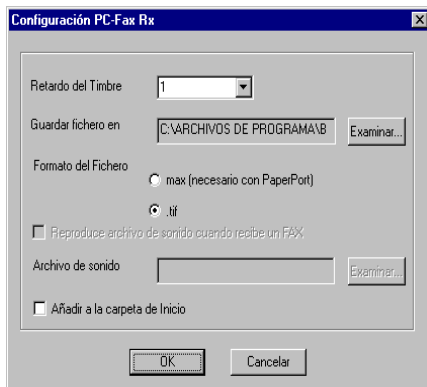 Configuración PC-Fax Rx
Retardo del Timbre 1
Guardar fichero en C:\ARCHIVOS DE PROGRAMA\B Examinar...
Formato del Fichero
max (necesario con PaperPort)
.tif
Reproduce archivo de sonido cuando recibe un FAX
Archivo de sonido Examinar...
Añadir a la carpeta de Inicio
OK Cancelar